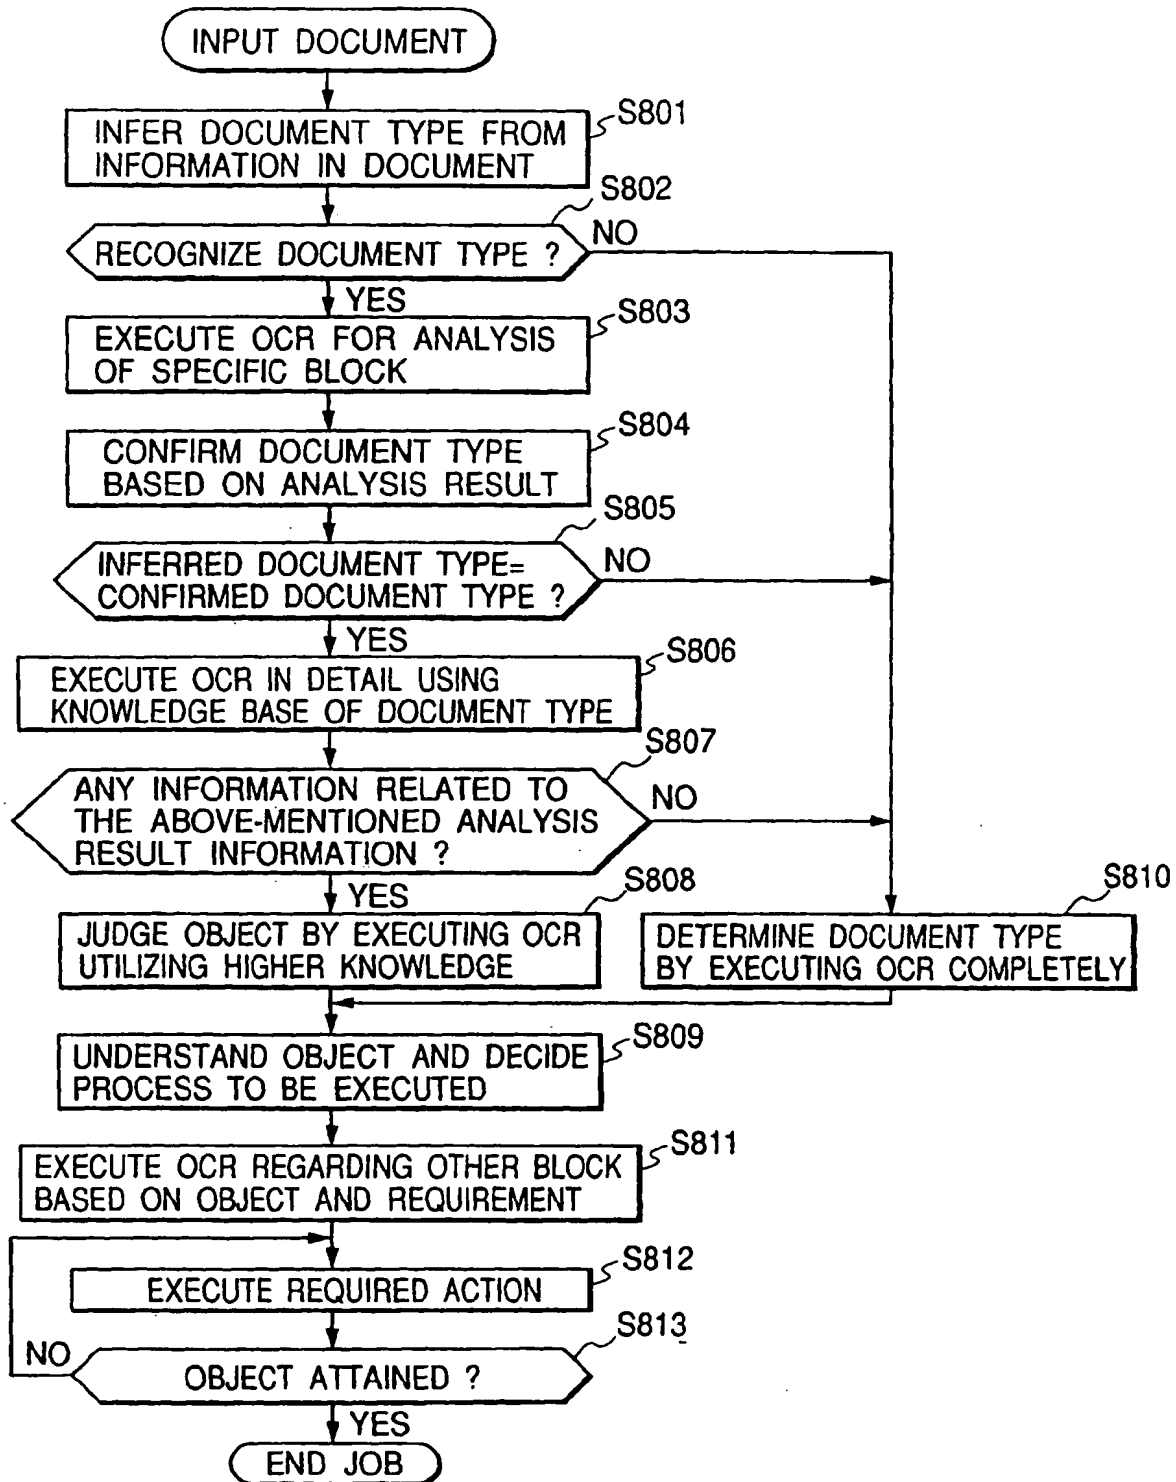 INPUT DOCUMENT
S801
INFER DOCUMENT TYPE FROM
INFORMATION IN DOCUMENT
S802
RECOGNIZE DOCUMENT TYPE ?
NO
YES
S803
EXECUTE OCR FOR ANALYSIS
OF SPECIFIC BLOCK
S804
CONFIRM DOCUMENT TYPE
BASED ON ANALYSIS RESULT
S805
INFERRED DOCUMENT TYPE=
CONFIRMED DOCUMENT TYPE ?
NO
YES
S806
EXECUTE OCR IN DETAIL USING
KNOWLEDGE BASE OF DOCUMENT TYPE
S807
ANY INFORMATION RELATED TO
THE ABOVE-MENTIONED ANALYSIS
RESULT INFORMATION ?
NO
YES
S808
JUDGE OBJECT BY EXECUTING OCR
UTILIZING HIGHER KNOWLEDGE
S810
DETERMINE DOCUMENT TYPE
BY EXECUTING OCR COMPLETELY
S809
UNDERSTAND OBJECT AND DECIDE
PROCESS TO BE EXECUTED
S811
EXECUTE OCR REGARDING OTHER BLOCK
BASED ON OBJECT AND REQUIREMENT
S812
EXECUTE REQUIRED ACTION
S813
OBJECT ATTAINED ?
NO
YES
END JOB